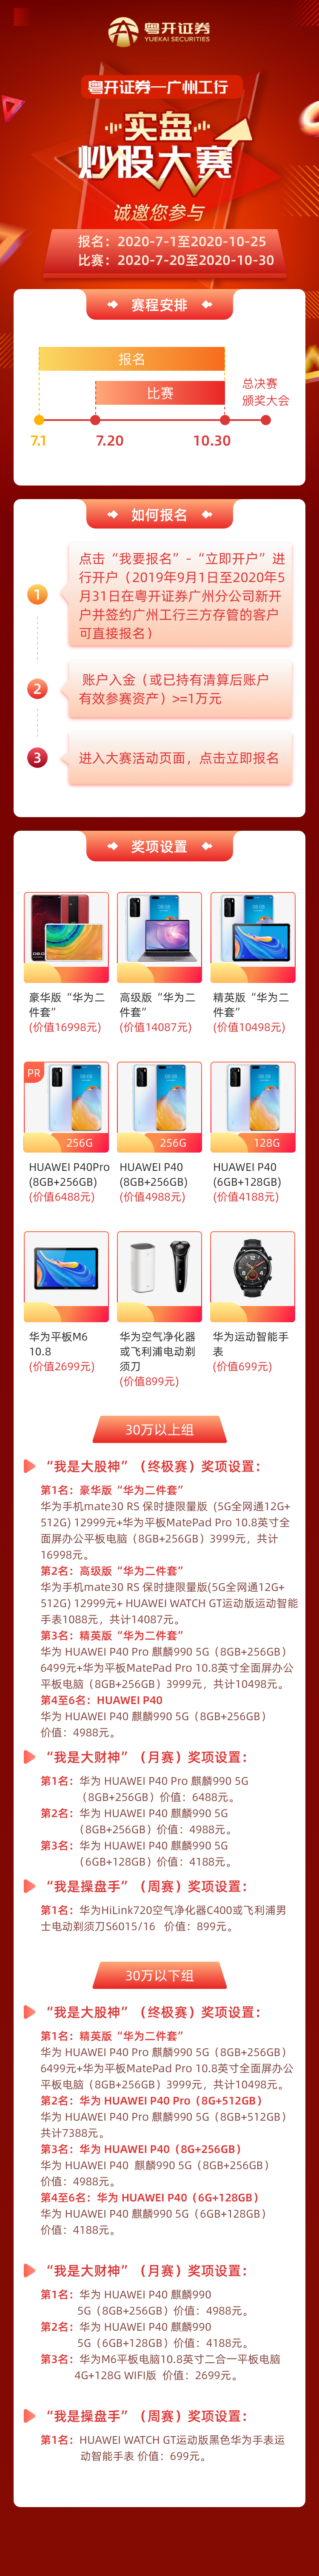 粤开证券
YUEKAI SECURITIES
粤开证券—广州工行
实盘
炒股大赛
诚邀您参与
报名：2020-7-1至2020-10-25
比赛：2020-7-20至2020-10-30
赛程安排
报名
比赛
总决赛
颁奖大会
7.1
7.20
10.30
如何报名
1
点击“我要报名”-“立即开户”进
行开户（2019年9月1日至2020年5
月31日在粤开证券广州分公司新开
户并签约广州工行三方存管的客户
可直接报名）
2
账户入金（或已持有清算后账户
有效参赛资产）>=1万元
3
进入大赛活动页面，点击立即报名
奖项设置
豪华版“华为二
件套”
(价值16998元)
高级版“华为二
件套”
(价值14087元)
精英版“华为二
件套”
(价值10498元)
PR
256G
256G
128G
HUAWEI P40Pro
(8GB+256GB)
(价值6488元)
HUAWEI P40
(8GB+256GB)
(价值4988元)
HUAWEI P40
(6GB+128GB)
(价值4188元)
华为平板M6
10.8
(价值2699元)
华为空气净化器
或飞利浦电动剃
须刀
(价值899元)
华为运动智能手
表
(价值699元)
30万以上组
“我是大股神”（终极赛）奖项设置：
第1名：豪华版“华为二件套”
华为手机mate30 RS 保时捷限量版（5G全网通12G+
512G) 12999元+华为平板MatePad Pro 10.8英寸全
面屏办公平板电脑（8GB+256GB）3999元，共计
16998元。
第2名：高级版“华为二件套”
华为手机mate30 RS 保时捷限量版(5G全网通12G+
512G) 12999元+ HUAWEI WATCH GT运动版运动智能
手表1088元，共计14087元。
第3名：精英版“华为二件套”
华为 HUAWEI P40 Pro 麒麟990 5G（8GB+256GB）
6499元+华为平板MatePad Pro 10.8英寸全面屏办公
平板电脑（8GB+256GB）3999元，共计10498元。
第4至6名：HUAWEI P40
华为 HUAWEI P40 麒麟990 5G（8GB+256GB）
价值：4988元。
“我是大财神”（月赛）奖项设置：
第1名：华为 HUAWEI P40 Pro 麒麟990 5G
（8GB+256GB）价值：6488元。
第2名：华为 HUAWEI P40 麒麟990 5G
（8GB+256GB）价值：4988元。
第3名：华为 HUAWEI P40 麒麟990 5G
（6GB+128GB）价值：4188元。
“我是操盘手”（周赛）奖项设置：
第1名：华为HiLink720空气净化器C400或飞利浦男
士电动剃须刀S6015/16 价值：899元。
30万以下组
“我是大股神”（终极赛）奖项设置：
第1名：精英版“华为二件套”
华为 HUAWEI P40 Pro 麒麟990 5G（8GB+256GB）
6499元+华为平板MatePad Pro 10.8英寸全面屏办公
平板电脑（8GB+256GB）3999元，共计10498元。
第2名：华为 HUAWEI P40 Pro（8G+512GB）
华为 HUAWEI P40 Pro 麒麟990 5G（8GB+512GB）
共计7388元。
第3名：华为 HUAWEI P40（8G+256GB）
华为 HUAWEI P40 麒麟990 5G（8GB+256GB）
价值：4988元。
第4至6名：华为 HUAWEI P40（6G+128GB）
华为 HUAWEI P40 麒麟990 5G（6GB+128GB）
价值：4188元。
“我是大财神”（月赛）奖项设置：
第1名：华为 HUAWEI P40 麒麟990
5G（8GB+256GB）价值：4988元。
第2名：华为 HUAWEI P40 麒麟990
5G（6GB+128GB）价值：4188元。
第3名：华为M6平板电脑10.8英寸二合一平板电脑
4G+128G WIFI版 价值：2699元。
“我是操盘手”（周赛）奖项设置：
第1名：HUAWEI WATCH GT运动版黑色华为手表运
动智能手表 价值：699元。